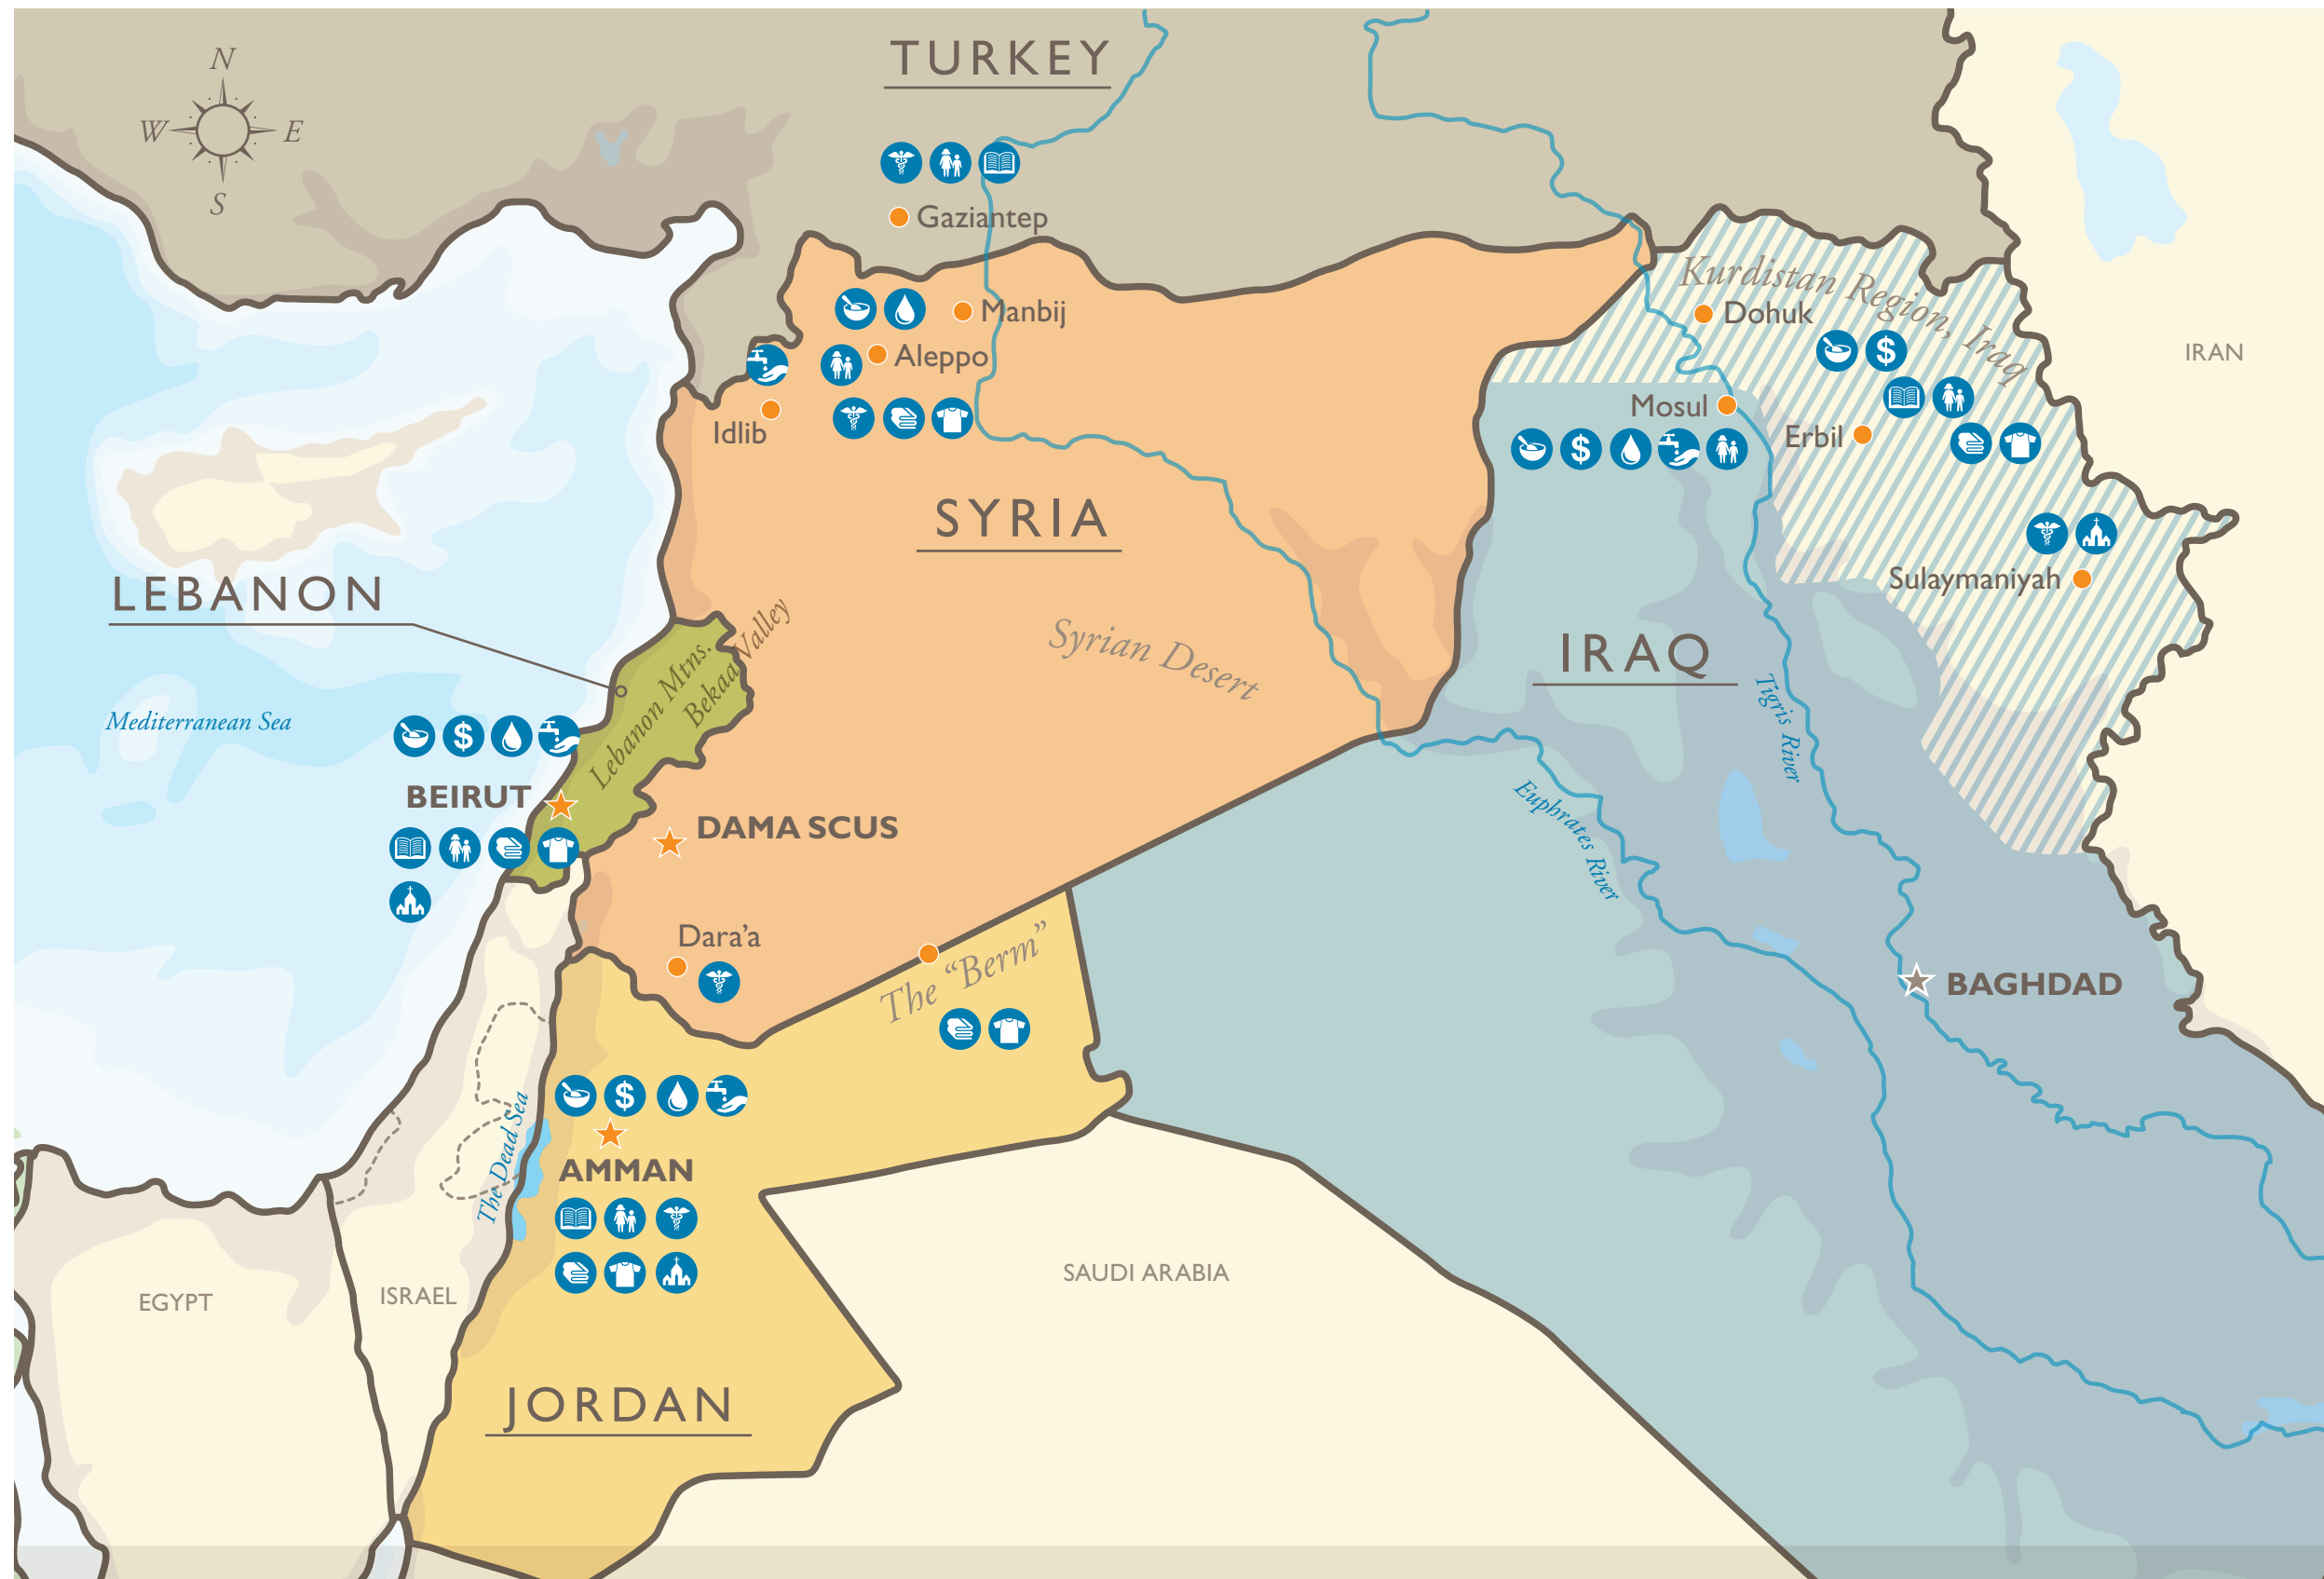 TURKEY
N
W
E
S
Gaziantep
Manbij
Aleppo
Idlib
Kurdistan Region, Iraq
Dohuk
IRAN
Mosul
$
$
Erbil
SYRIA
LEBANON
Sulaymaniyah
Syrian Desert
IRAQ
Lebanon Mtns.
Bekaa Valley
Mediterranean Sea
$
Tigris River
BEIRUT
Euphrates River
DAMA SCUS
Dara'a
The “Berm”
BAGHDAD
The Dead Sea
$
AMMAN
SAUDI ARABIA
EGYPT
ISRAEL
JORDAN